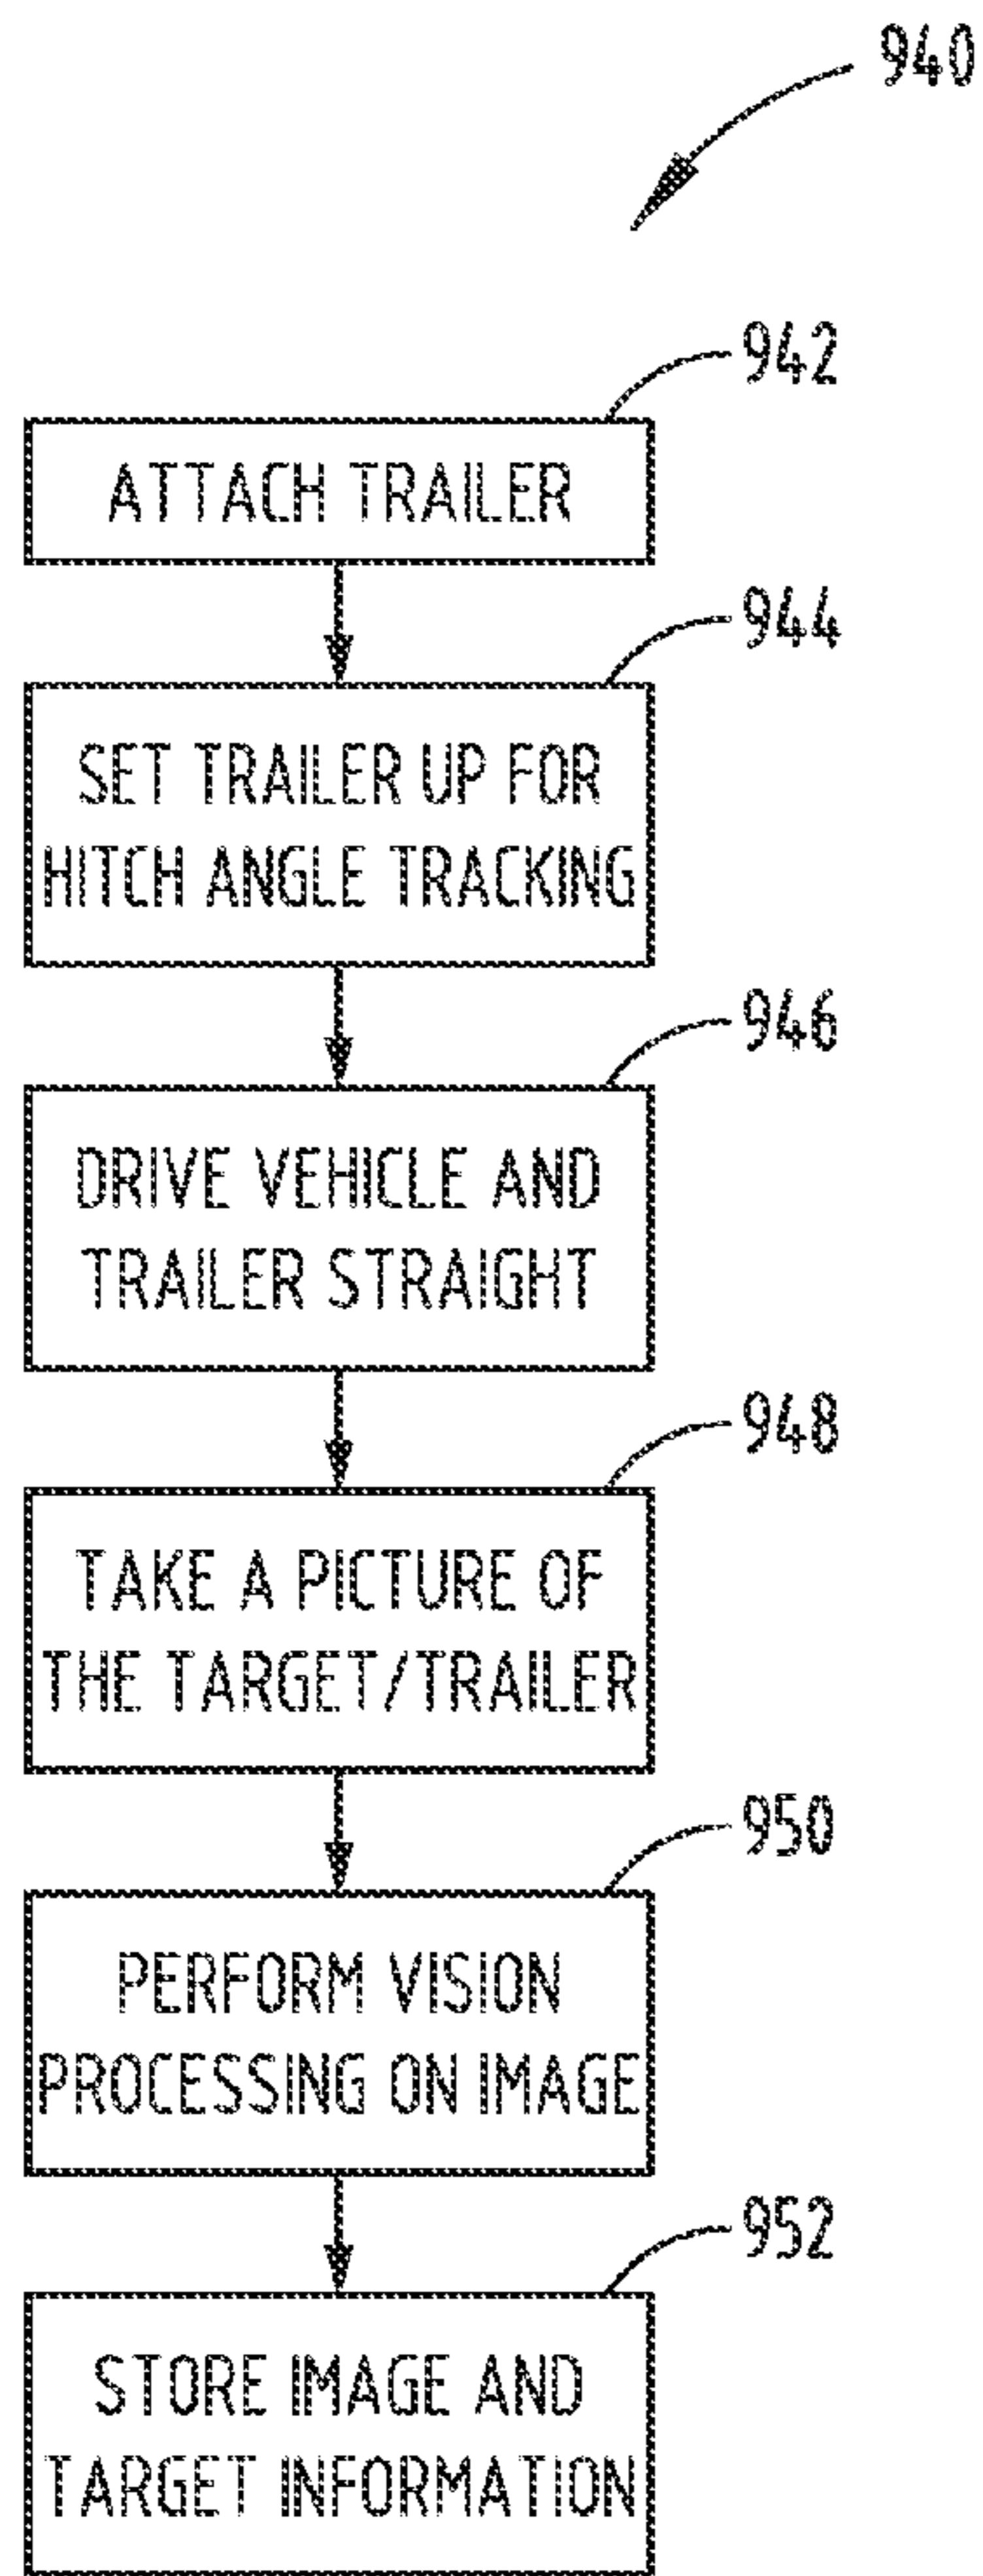 940
942
ATTACH TRAILER
944
SET TRAILER UP FOR
HITCH ANGLE TRACKING
946
DRIVE VEHICLE AND
TRAILER STRAIGHT
948
TAKE A PICTURE OF
THE TARGET/TRAILER
950
PERFORM VISION
PROCESSING ON IMAGE
952
STORE IMAGE AND
TARGET INFORMATION